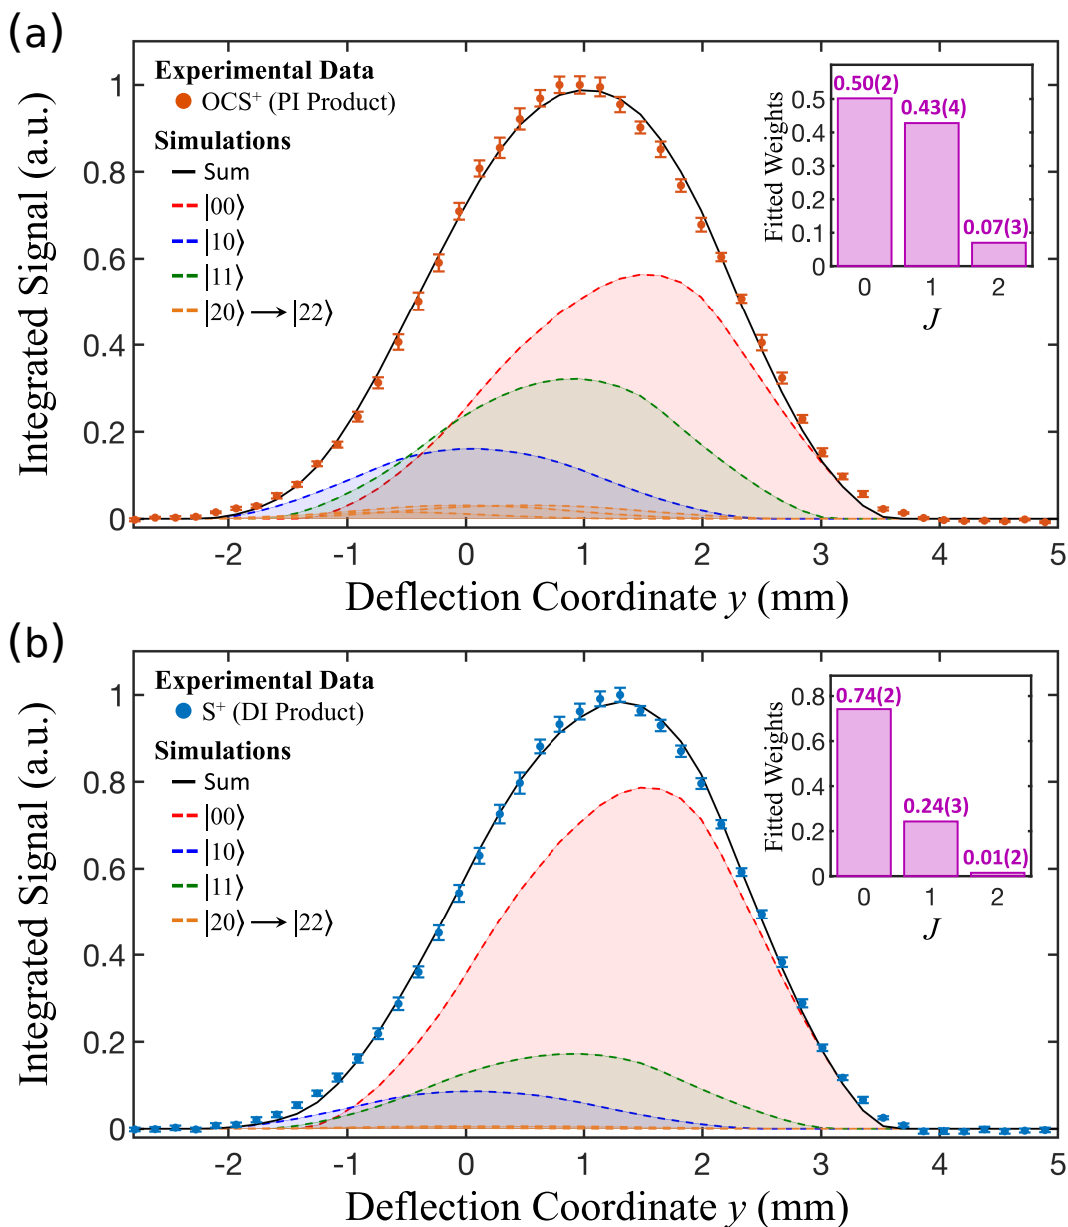 (a)
Experimental Data
OCS⁺ (PI Product)
Simulations
Sum
|00⟩
|10⟩
|11⟩
|20⟩ → |22⟩
Integrated Signal (a.u.)
1
0.8
0.6
0.4
0.2
0
-2 -1 0 1 2 3 4 5
Deflection Coordinate y (mm)
Fitted Weights
0.5
0.4
0.3
0.2
0.1
0
0.50(2)
0.43(4)
0.07(3)
0 1 2
J
(b)
Experimental Data
S⁺ (DI Product)
Simulations
Sum
|00⟩
|10⟩
|11⟩
|20⟩ → |22⟩
Integrated Signal (a.u.)
1
0.8
0.6
0.4
0.2
0
-2 -1 0 1 2 3 4 5
Deflection Coordinate y (mm)
Fitted Weights
0.8
0.6
0.4
0.2
0
0.74(2)
0.24(3)
0.01(2)
0 1 2
J